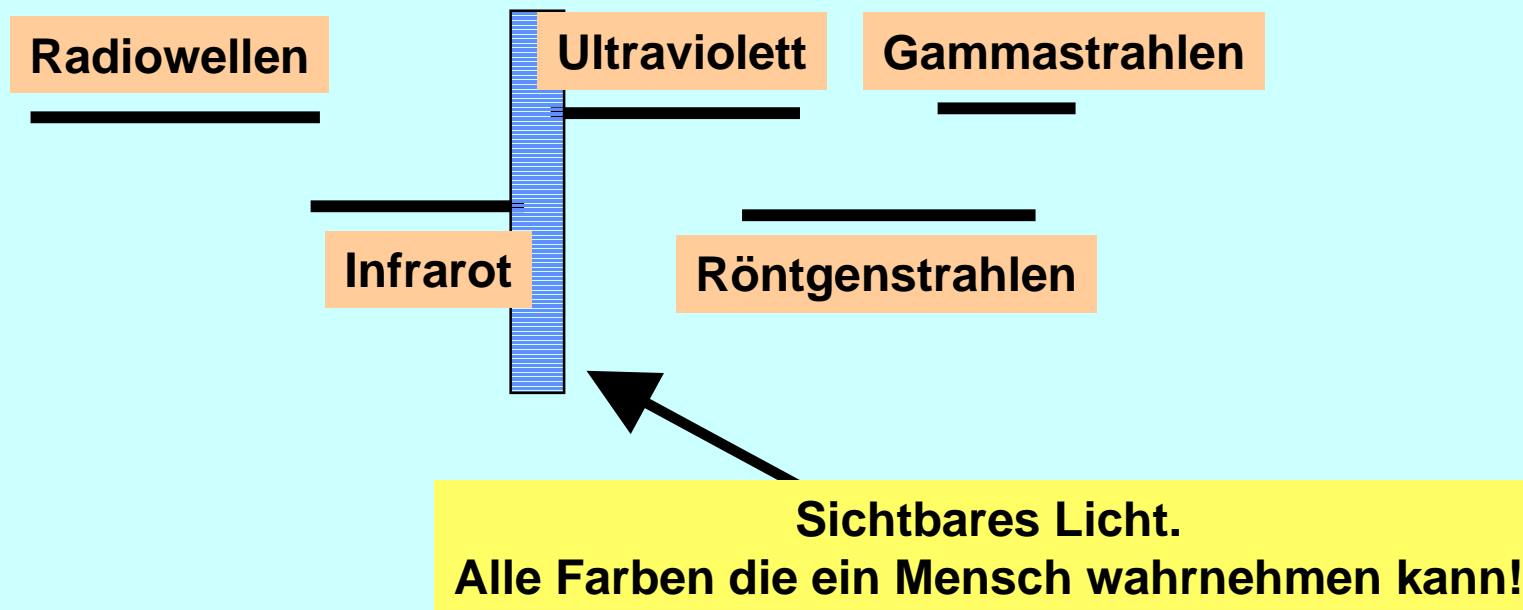 Radiowellen
Ultraviolett
Gammastrahlen
Infrarot
Röntgenstrahlen
Sichtbares Licht.
Alle Farben die ein Mensch wahrnehmen kann!